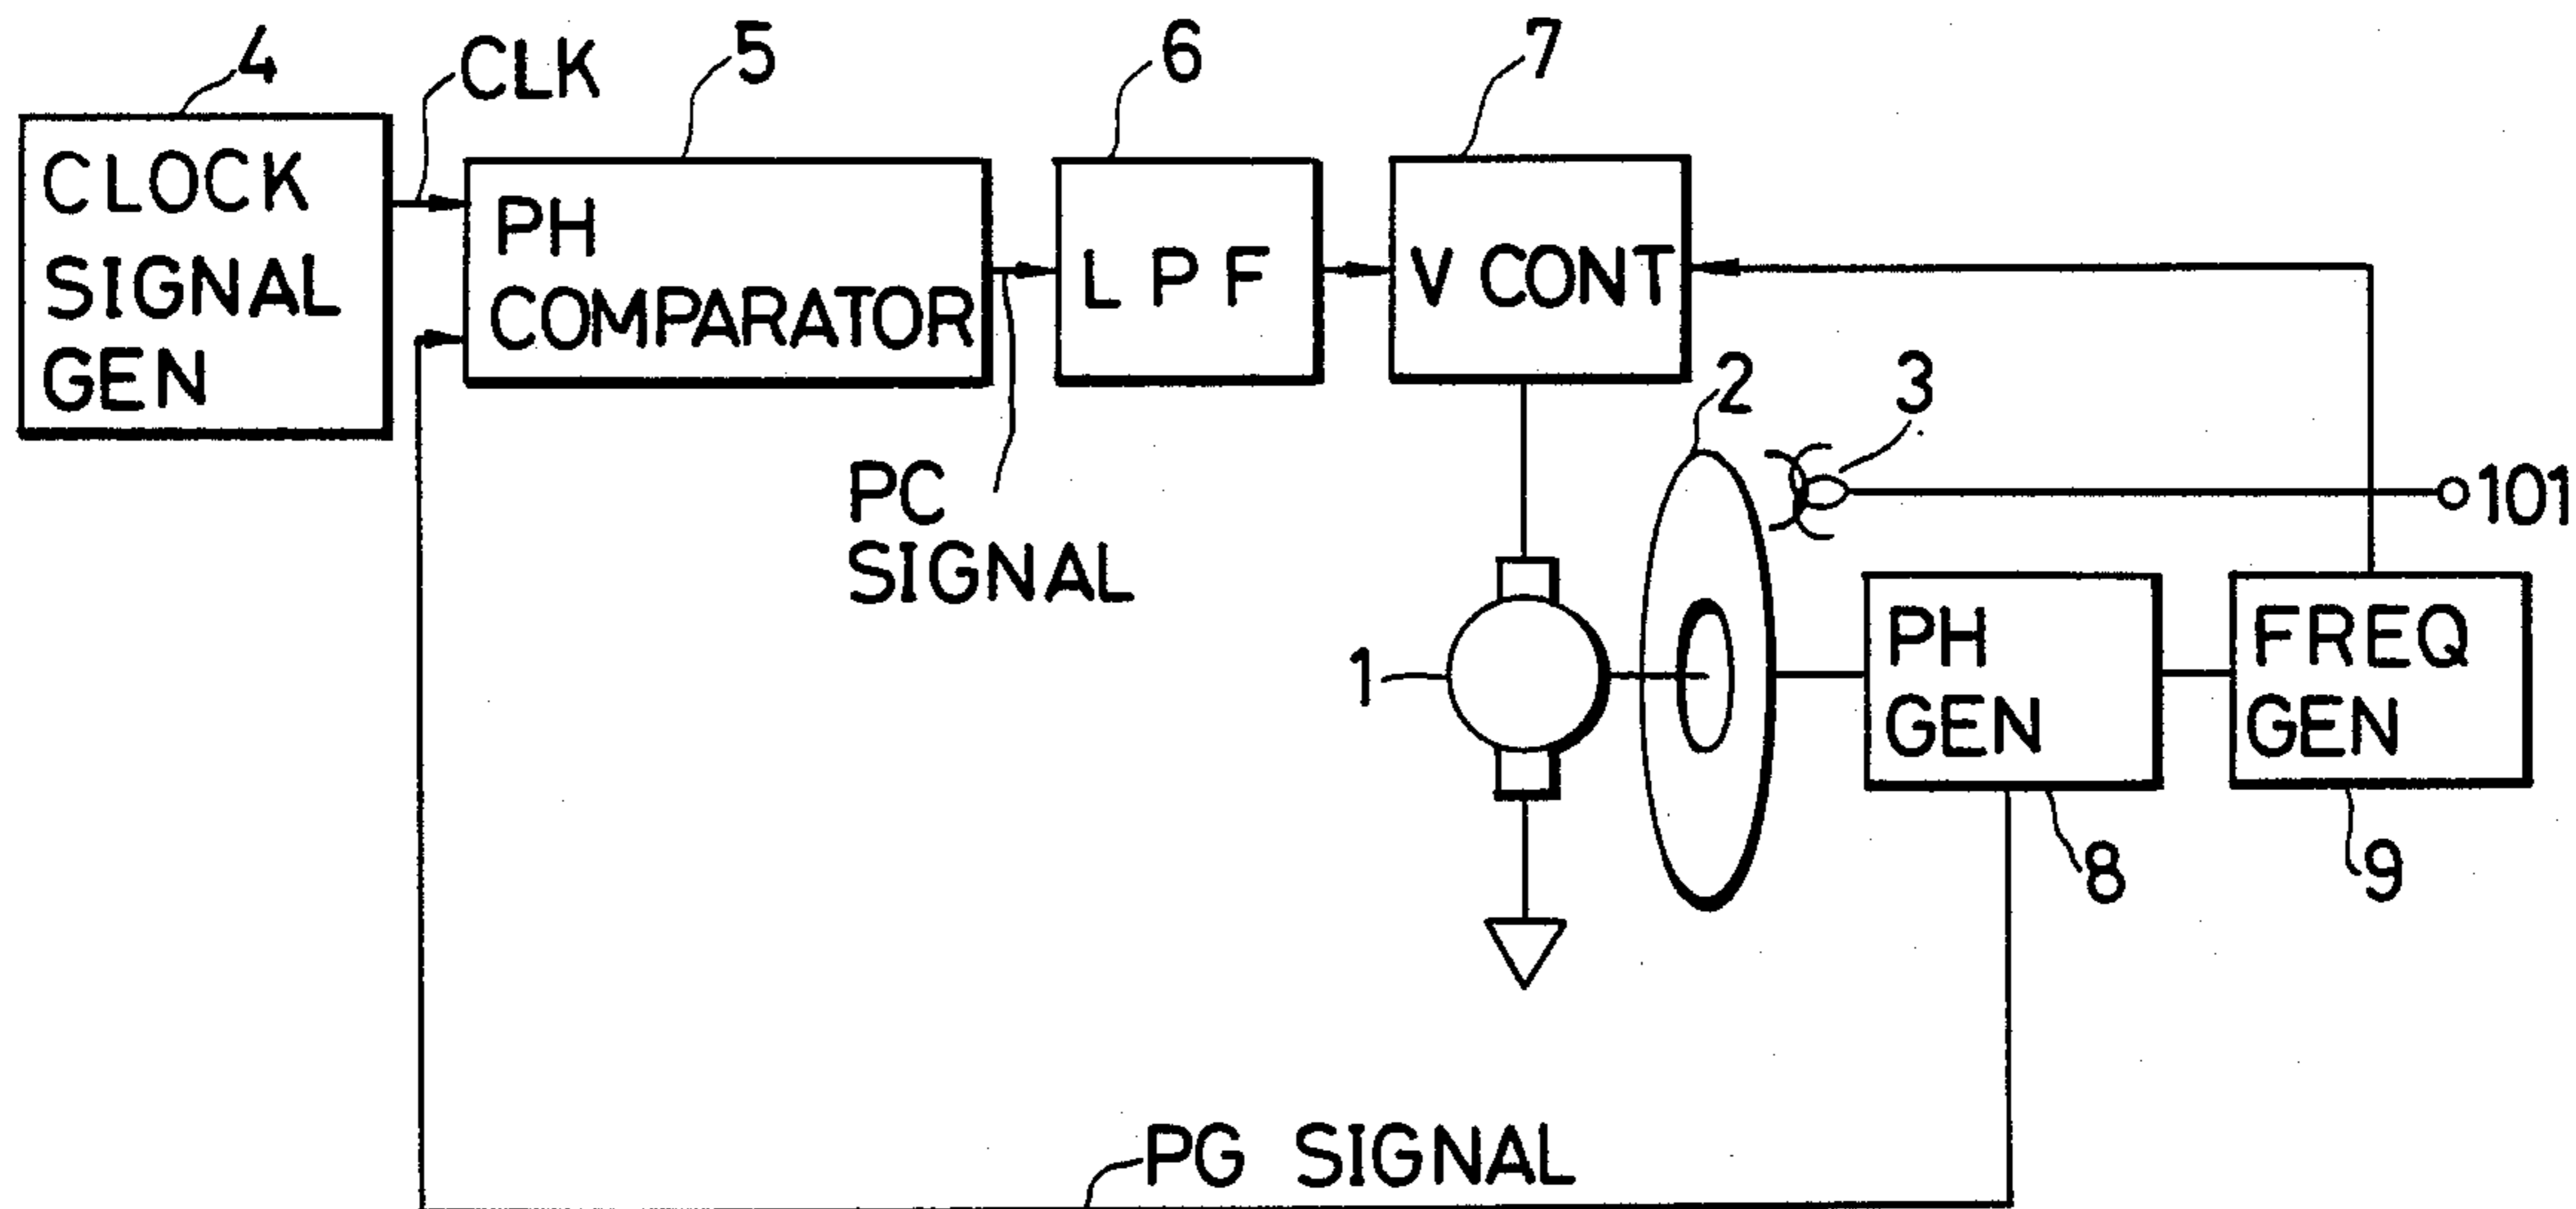 4
CLK
5
6
7
CLOCK
SIGNAL
GEN
PH
COMPARATOR
L P F
V CONT
PC
SIGNAL
2
3
101
1
PH
GEN
FREQ
GEN
8
9
PG SIGNAL